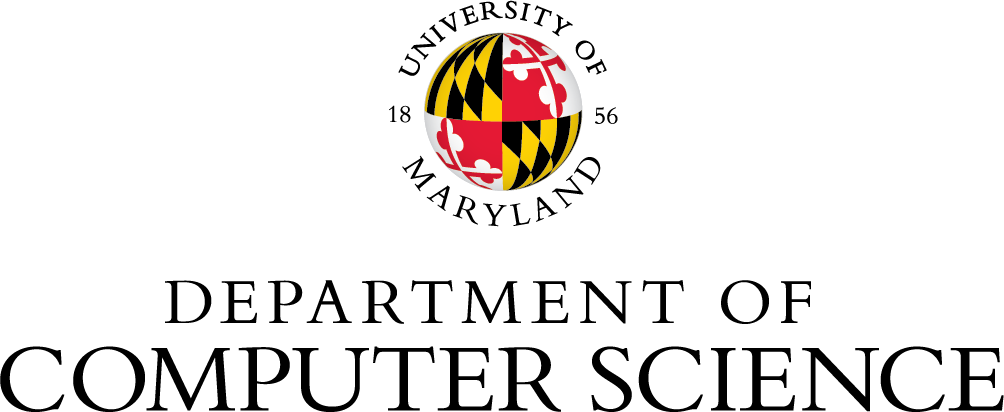 UNIVERSITY OF
18 56
MARYLAND
DEPARTMENT OF
COMPUTER SCIENCE